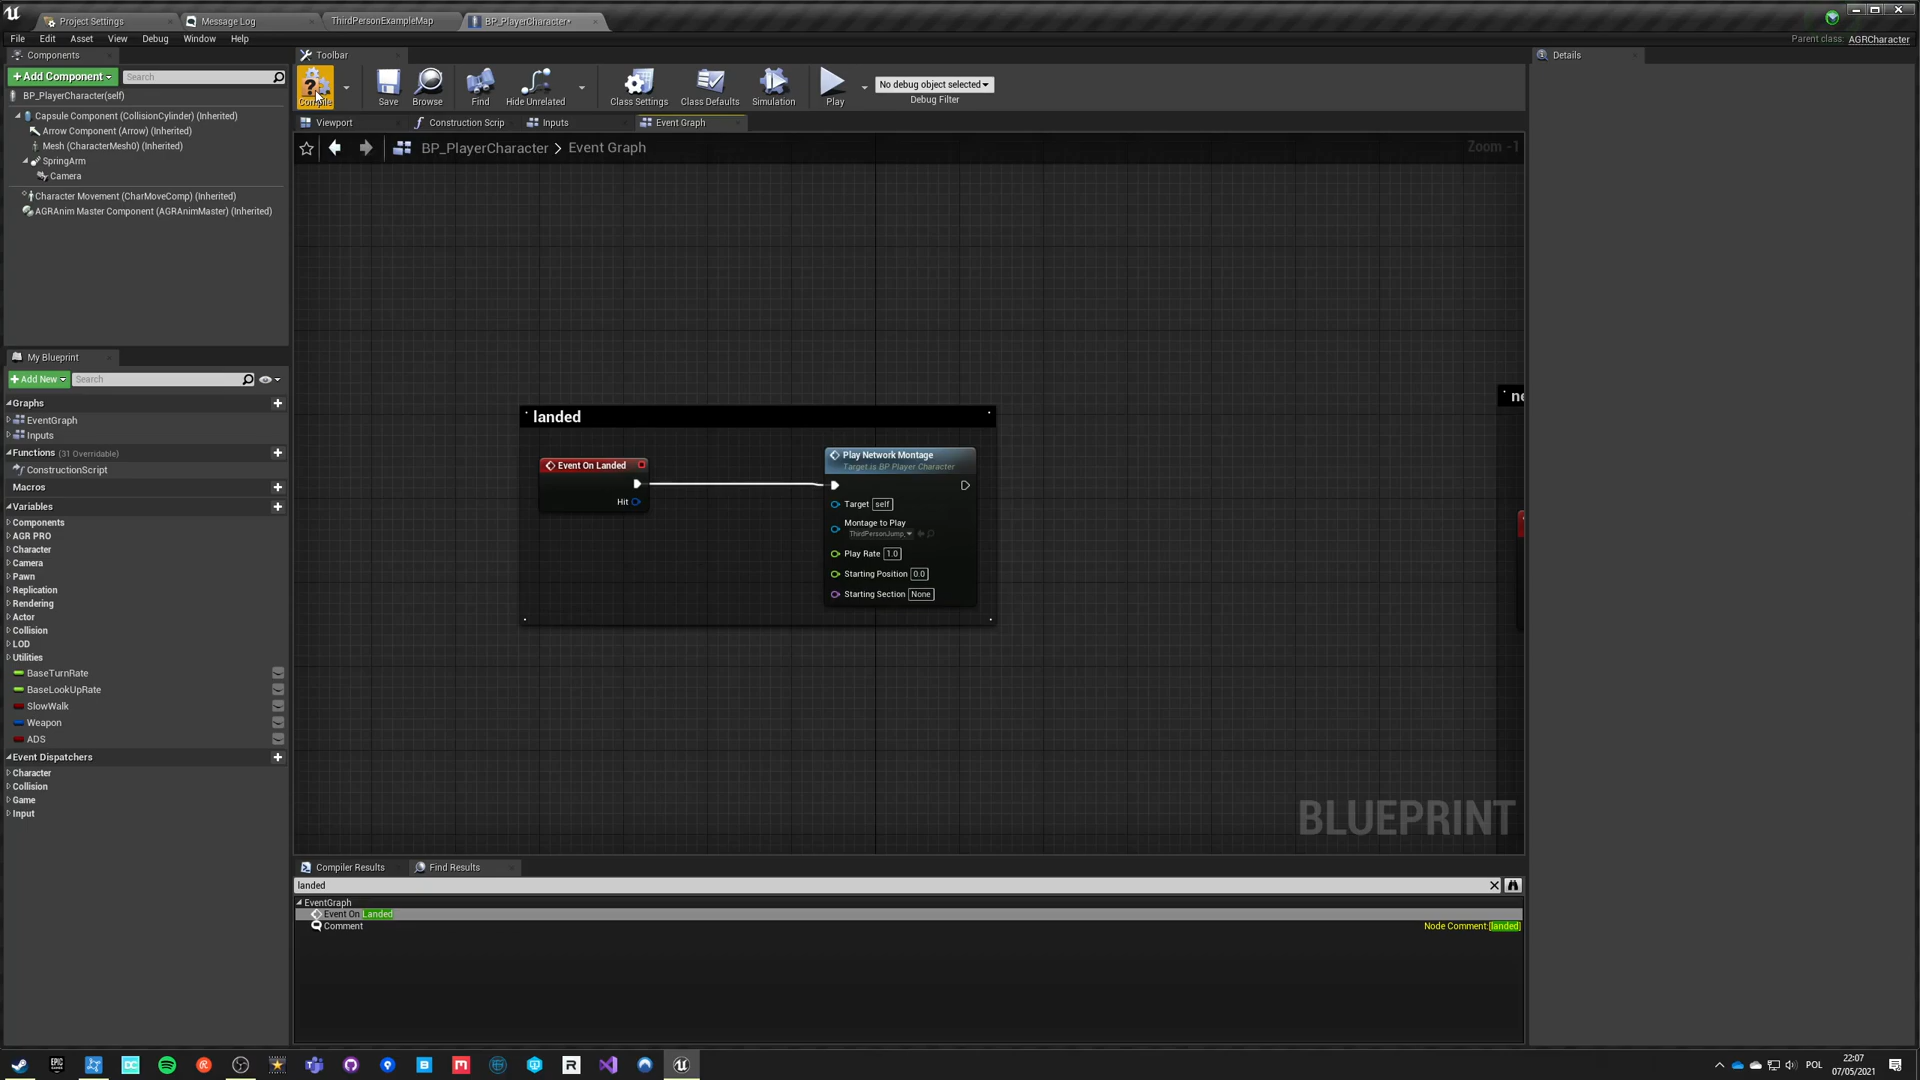 Project Settings
Message Log
ThirdPersonExampleMap
BP_PlayerCharacter*
File Edit Asset View Debug Window Help
Parent class: AGRCharacter
Components
Toolbar
Details
+Add Component
Search
BP_PlayerCharacter(self)
Capsule Component (CollisionCylinder) (Inherited)
Arrow Component (Arrow) (Inherited)
Mesh (CharacterMesh0) (Inherited)
SpringArm
Camera
Character Movement (CharMoveComp) (Inherited)
AGRAnim Master Component (AGRAnimMaster) (Inherited)
Compile
Save
Browse
Find
Hide Unrelated
Class Settings
Class Defaults
Simulation
Play
No debug object selected
Debug Filter
Viewport
Construction Scrip
Inputs
Event Graph
BP_PlayerCharacter > Event Graph
Zoom -1
My Blueprint
+Add New
Search
Graphs
EventGraph
Inputs
Functions (31 Overridable)
ConstructionScript
Macros
Variables
Components
AGR PRO
Character
Camera
Pawn
Replication
Rendering
Actor
Collision
LOD
Utilities
BaseTurnRate
BaseLookUpRate
SlowWalk
Weapon
ADS
Event Dispatchers
Character
Collision
Game
Input
landed
Event On Landed
Hit
Play Network Montage
Target is BP Player Character
Target self
Montage to Play
ThirdPersonJump_
Play Rate 1.0
Starting Position 0.0
Starting Section None
ne
BLUEPRINT
Compiler Results
Find Results
landed
EventGraph
Event On Landed
Comment
Node Comment:[landed]
POL
22:07
07/05/2021